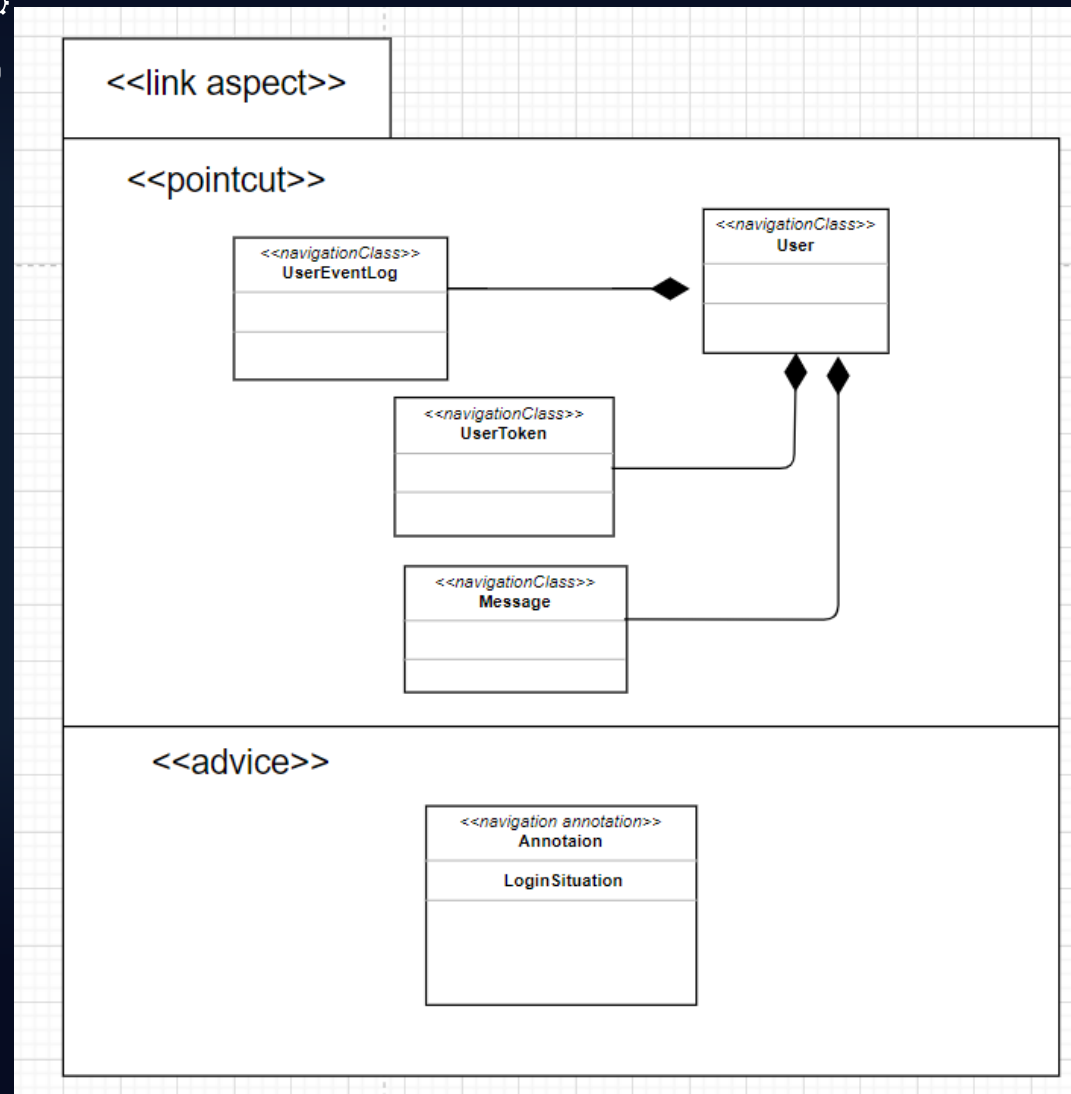 <<link aspect>>
<<pointcut>>
<<navigationClass>>
User
<<navigationClass>>
UserEventLog
<<navigationClass>>
UserToken
<<navigationClass>>
Message
<<advice>>
<<navigation annotation>>
Annotaion
LoginSituation